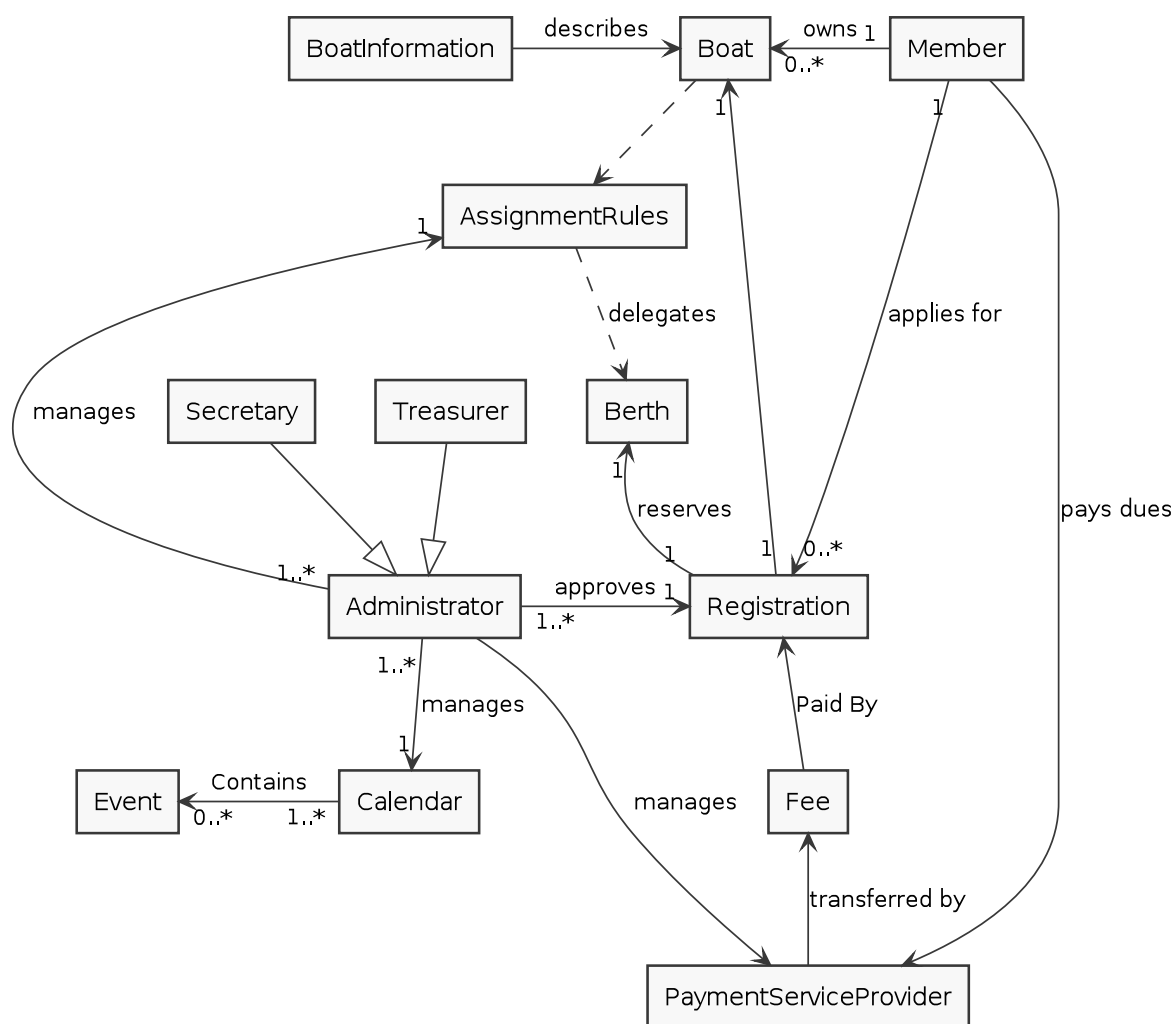 describes
owns
1
BoatInformation
Boat
Member
0..*
1
1
AssignmentRules
1
delegates
applies for
manages
Secretary
Treasurer
Berth
1
reserves
pays dues
1
0..*
1
1..*
approves
1
Administrator
Registration
1..*
1..*
manages
Paid By
1
Contains
Event
Calendar
manages
Fee
0..*
1..*
transferred by
PaymentServiceProvider